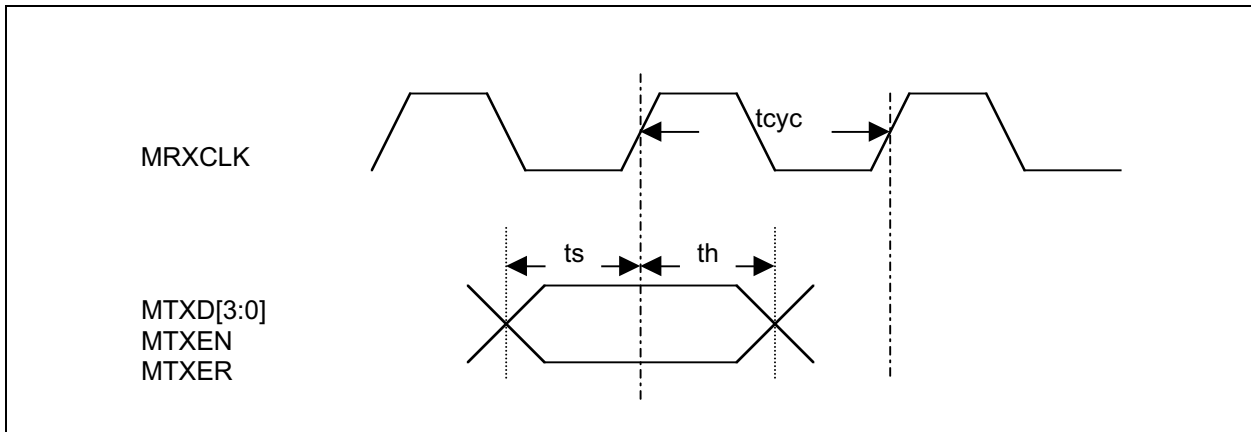 tcyc
MRXCLK
ts
th
MTXD[3:0]
MTXEN
MTXER